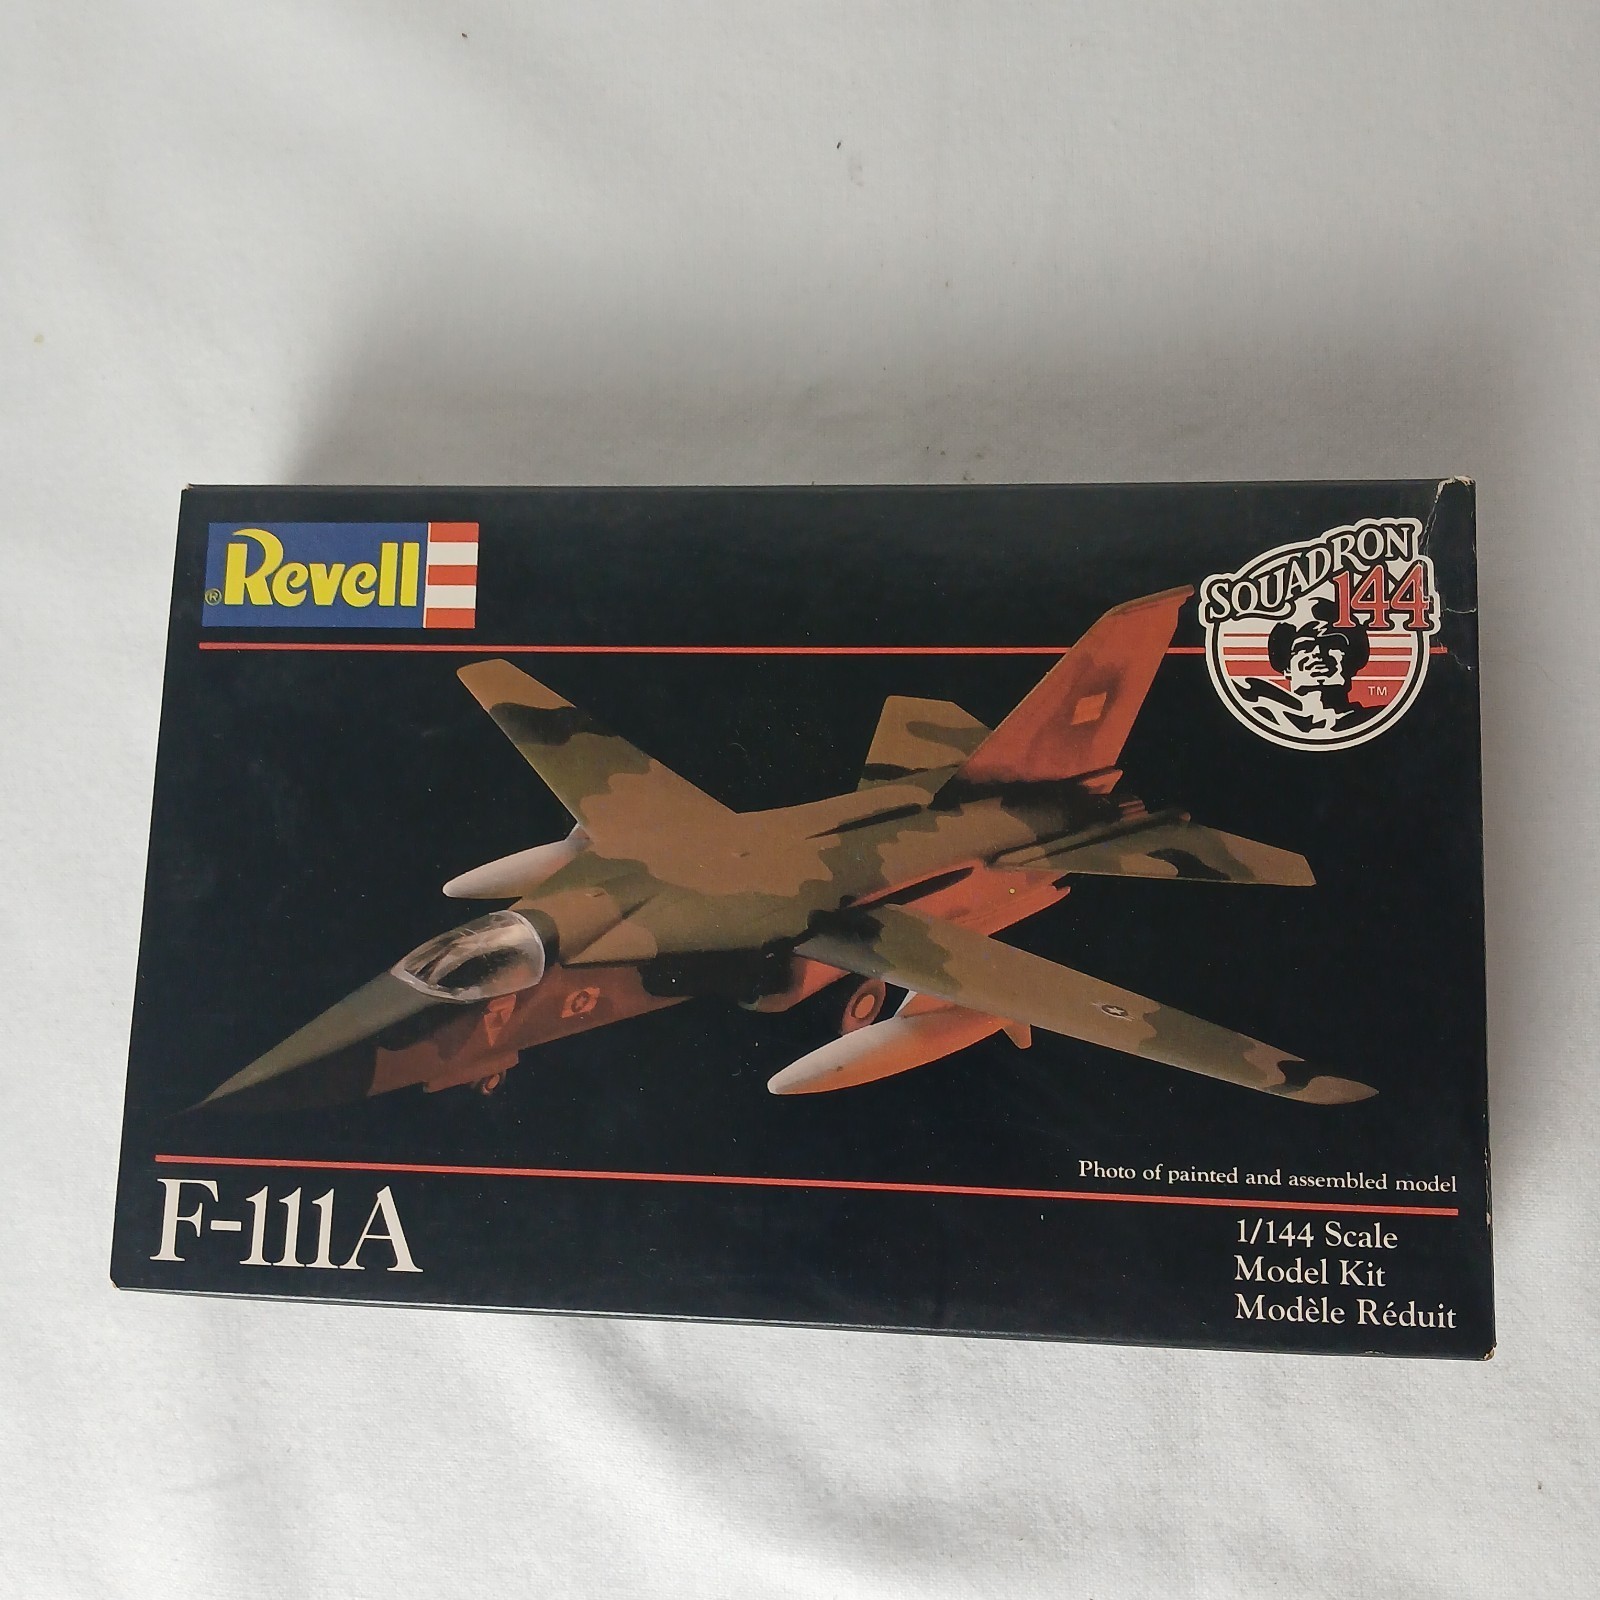 ® Revell
SQUADRON
144
TM
Photo of painted and assembled model
F-111A
1/144 Scale
Model Kit
Modèle Réduit